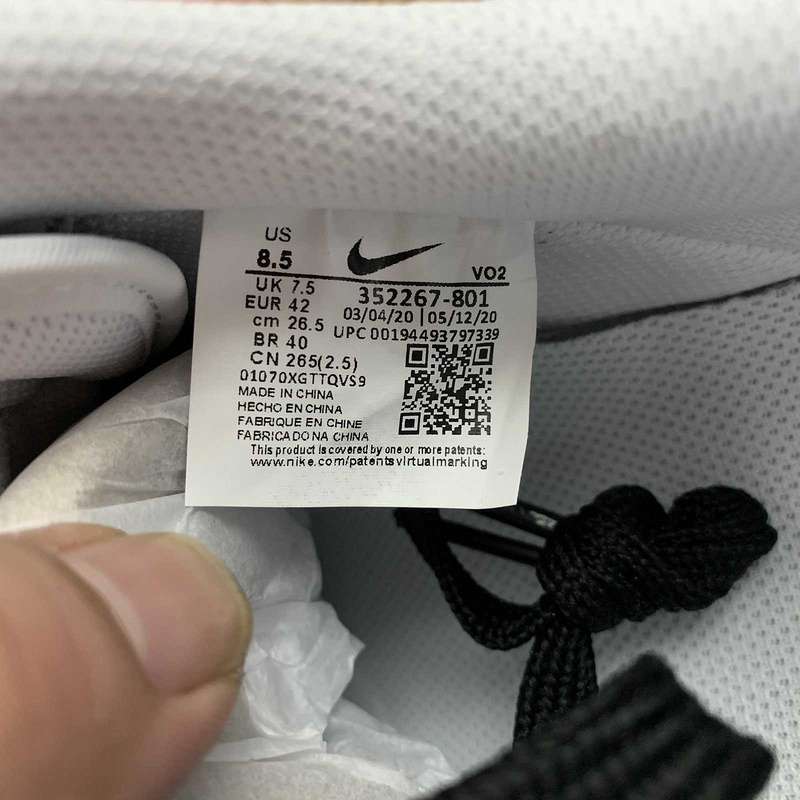 US
8.5
VO2
UK 7.5
EUR 42
cm 26.5
BR 40
CN 265(2.5)
352267-801
03/04/20 | 05/12/20
UPC 00194493797339
01070XGTTQVS9
MADE IN CHINA
HECHO EN CHINA
FABRIQUE EN CHINE
FABRICADO NA CHINA
This product is covered by one or more patents:
www.nike.com/patentsvirtualmarking